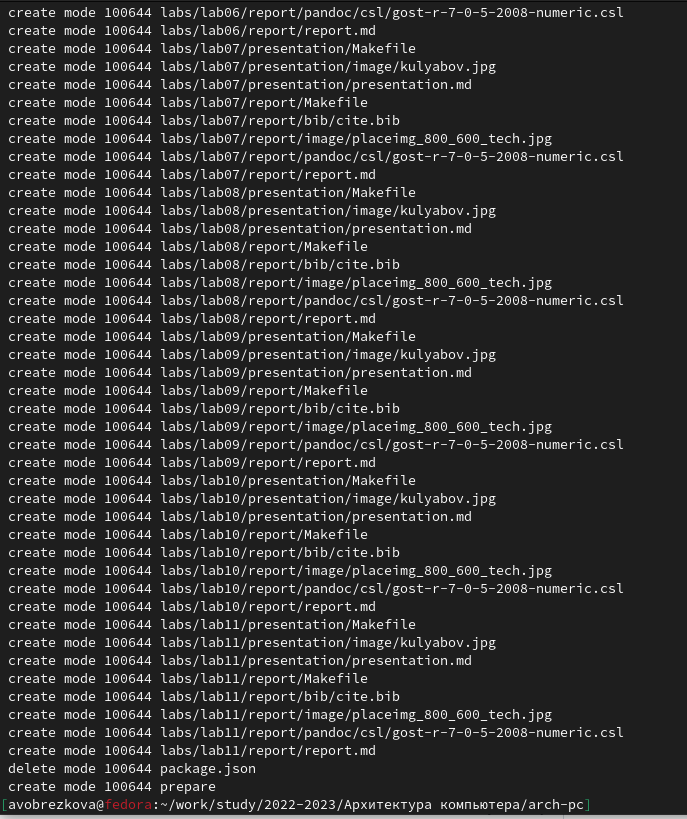 create mode 100644 labs/lab06/report/pandoc/csl/gost-r-7-0-5-2008-numeric.csl
create mode 100644 labs/lab06/report/report.md
create mode 100644 labs/lab07/presentation/Makefile
create mode 100644 labs/lab07/presentation/image/kulyabov.jpg
create mode 100644 labs/lab07/presentation/presentation.md
create mode 100644 labs/lab07/report/Makefile
create mode 100644 labs/lab07/report/bib/cite.bib
create mode 100644 labs/lab07/report/image/placeimg_800_600_tech.jpg
create mode 100644 labs/lab07/report/pandoc/csl/gost-r-7-0-5-2008-numeric.csl
create mode 100644 labs/lab07/report/report.md
create mode 100644 labs/lab08/presentation/Makefile
create mode 100644 labs/lab08/presentation/image/kulyabov.jpg
create mode 100644 labs/lab08/presentation/presentation.md
create mode 100644 labs/lab08/report/Makefile
create mode 100644 labs/lab08/report/bib/cite.bib
create mode 100644 labs/lab08/report/image/placeimg_800_600_tech.jpg
create mode 100644 labs/lab08/report/pandoc/csl/gost-r-7-0-5-2008-numeric.csl
create mode 100644 labs/lab08/report/report.md
create mode 100644 labs/lab09/presentation/Makefile
create mode 100644 labs/lab09/presentation/image/kulyabov.jpg
create mode 100644 labs/lab09/presentation/presentation.md
create mode 100644 labs/lab09/report/Makefile
create mode 100644 labs/lab09/report/bib/cite.bib
create mode 100644 labs/lab09/report/image/placeimg_800_600_tech.jpg
create mode 100644 labs/lab09/report/pandoc/csl/gost-r-7-0-5-2008-numeric.csl
create mode 100644 labs/lab09/report/report.md
create mode 100644 labs/lab10/presentation/Makefile
create mode 100644 labs/lab10/presentation/image/kulyabov.jpg
create mode 100644 labs/lab10/presentation/presentation.md
create mode 100644 labs/lab10/report/Makefile
create mode 100644 labs/lab10/report/bib/cite.bib
create mode 100644 labs/lab10/report/image/placeimg_800_600_tech.jpg
create mode 100644 labs/lab10/report/pandoc/csl/gost-r-7-0-5-2008-numeric.csl
create mode 100644 labs/lab10/report/report.md
create mode 100644 labs/lab11/presentation/Makefile
create mode 100644 labs/lab11/presentation/image/kulyabov.jpg
create mode 100644 labs/lab11/presentation/presentation.md
create mode 100644 labs/lab11/report/Makefile
create mode 100644 labs/lab11/report/bib/cite.bib
create mode 100644 labs/lab11/report/image/placeimg_800_600_tech.jpg
create mode 100644 labs/lab11/report/pandoc/csl/gost-r-7-0-5-2008-numeric.csl
create mode 100644 labs/lab11/report/report.md
delete mode 100644 package.json
create mode 100644 prepare
[avobrezkova@fedora:~/work/study/2022-2023/Архитектура компьютера/arch-pc]